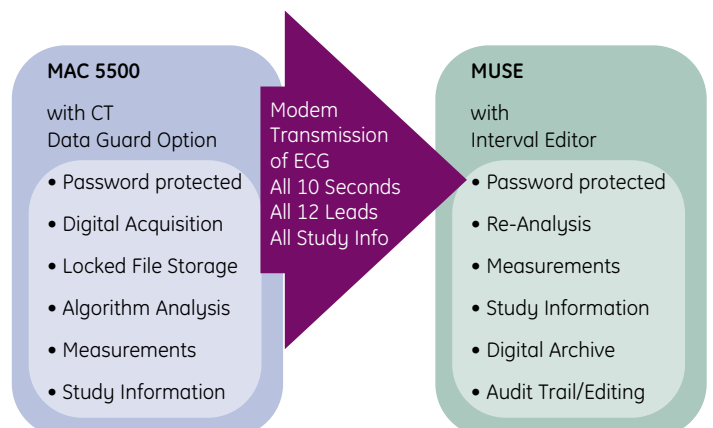 MAC 5500
with CT
Data Guard Option
• Password protected
• Digital Acquisition
• Locked File Storage
• Algorithm Analysis
• Measurements
• Study Information
Modem
Transmission
of ECG
All 10 Seconds
All 12 Leads
All Study Info
MUSE
with
Interval Editor
• Password protected
• Re-Analysis
• Measurements
• Study Information
• Digital Archive
• Audit Trail/Editing